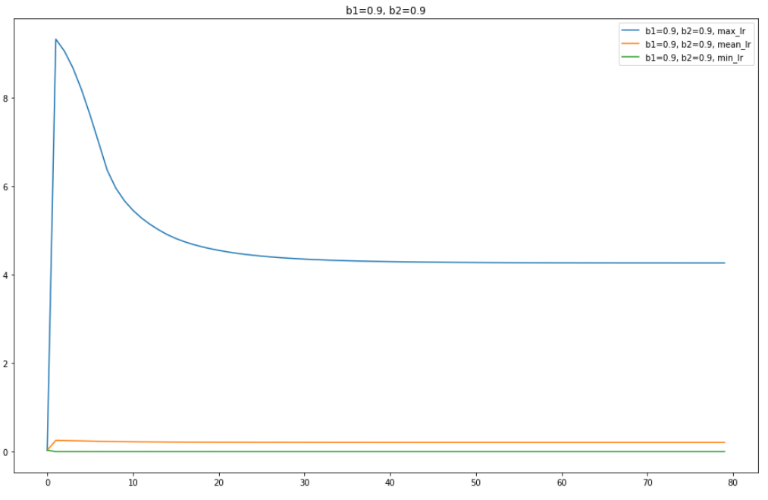 b1=0.9, b2=0.9
b1=0.9, b2=0.9, max_lr
b1=0.9, b2=0.9, mean_lr
b1=0.9, b2=0.9, min_lr
8
6
4
2
0
0 10 20 30 40 50 60 70 80